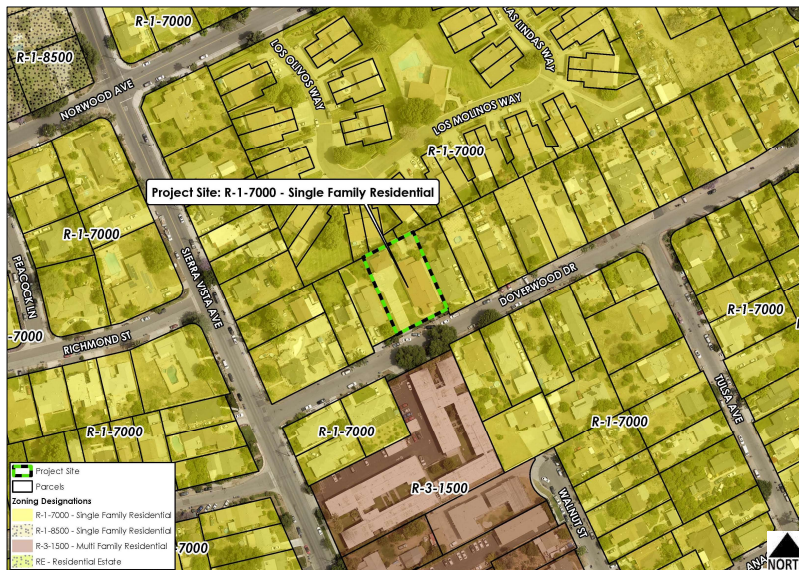 R-1-7000
R-1-8500
LOS OLIVOS WAY
LAS LINDAS WAY
NORWOOD AVE
LOS MOLINOS WAY
R-1-7000
Project Site: R-1-7000 - Single Family Residential
R-1-7000
PEACOCK LN
SIERRA VISTA AVE
DOVERWOOD DR
R-1-7000
-7000
RICHMOND ST
TULSA AVE
R-1-7000
R-1-7000
R-1-7000
R-3-1500
WALNUT ST
Project Site
Parcels
Zoning Designations
R-1-7000 - Single Family Residential
R-1-8500 - Single Family Residential
R-3-1500 - Multi Family Residential
RE - Residential Estate
-7000
ANA
NORT